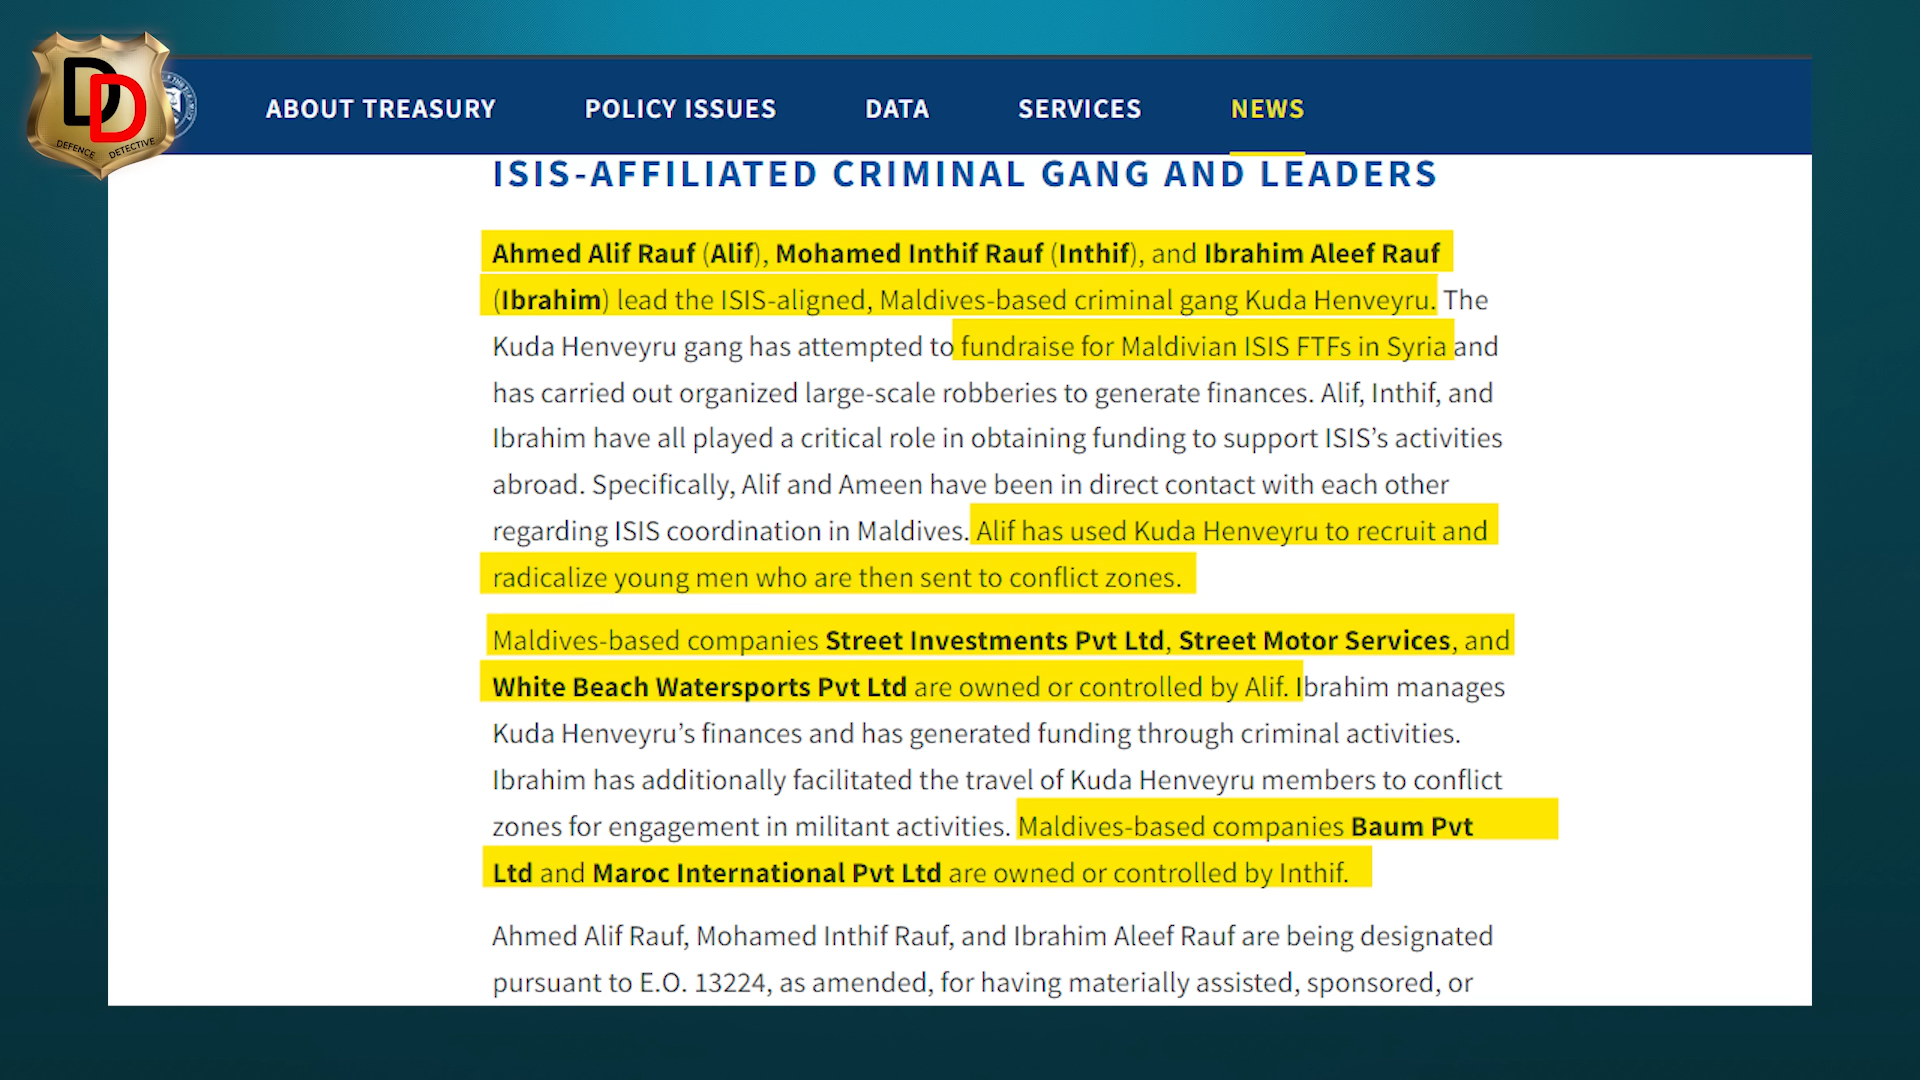 DD
DEFENCE DETECTIVE
ABOUT TREASURY POLICY ISSUES DATA SERVICES NEWS
ISIS-AFFILIATED CRIMINAL GANG AND LEADERS
Ahmed Alif Rauf (Alif), Mohamed Inthif Rauf (Inthif), and Ibrahim Aleef Rauf
(Ibrahim) lead the ISIS-aligned, Maldives-based criminal gang Kuda Henveyru. The
Kuda Henveyru gang has attempted to fundraise for Maldivian ISIS FTFs in Syria and
has carried out organized large-scale robberies to generate finances. Alif, Inthif, and
Ibrahim have all played a critical role in obtaining funding to support ISIS’s activities
abroad. Specifically, Alif and Ameen have been in direct contact with each other
regarding ISIS coordination in Maldives. Alif has used Kuda Henveyru to recruit and
radicalize young men who are then sent to conflict zones.
Maldives-based companies Street Investments Pvt Ltd, Street Motor Services, and
White Beach Watersports Pvt Ltd are owned or controlled by Alif. Ibrahim manages
Kuda Henveyru’s finances and has generated funding through criminal activities.
Ibrahim has additionally facilitated the travel of Kuda Henveyru members to conflict
zones for engagement in militant activities. Maldives-based companies Baum Pvt
Ltd and Maroc International Pvt Ltd are owned or controlled by Inthif.
Ahmed Alif Rauf, Mohamed Inthif Rauf, and Ibrahim Aleef Rauf are being designated
pursuant to E.O. 13224, as amended, for having materially assisted, sponsored, or